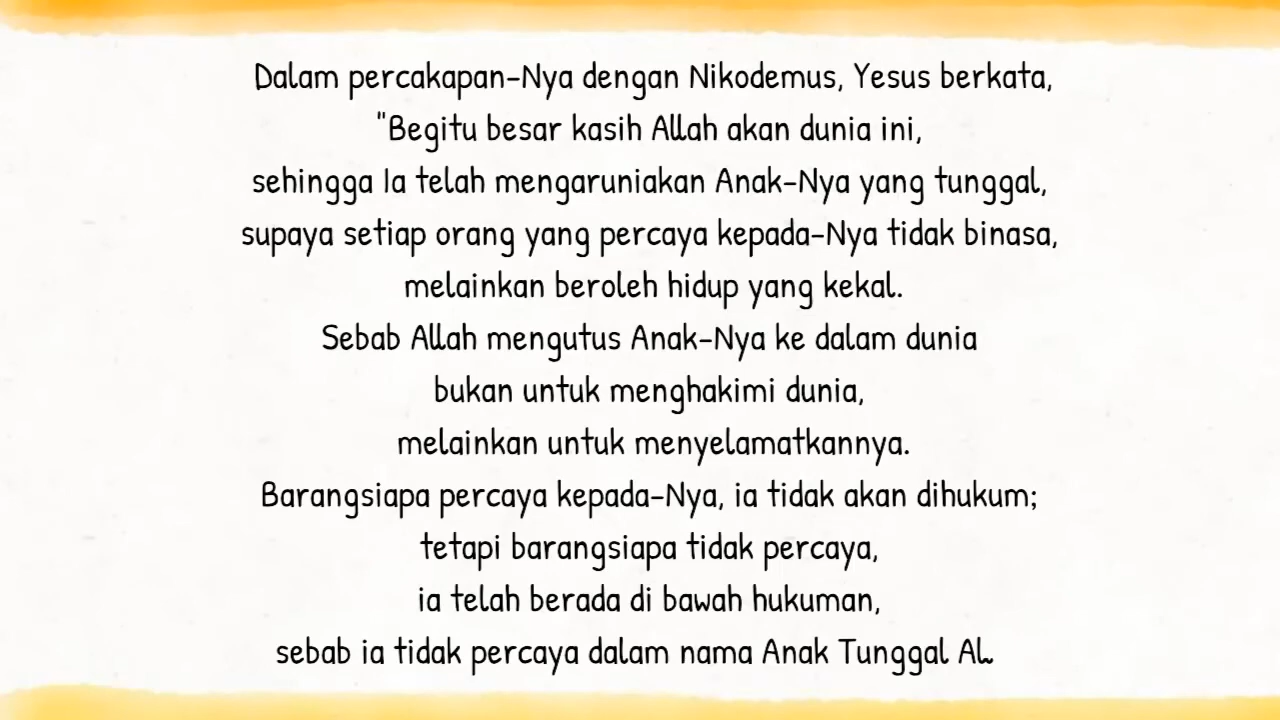 Dalam percakapan-Nya dengan Nikodemus, Yesus berkata,
"Begitu besar kasih Allah akan dunia ini,
sehingga Ia telah mengaruniakan Anak-Nya yang tunggal,
supaya setiap orang yang percaya kepada-Nya tidak binasa,
melainkan beroleh hidup yang kekal.
Sebab Allah mengutus Anak-Nya ke dalam dunia
bukan untuk menghakimi dunia,
melainkan untuk menyelamatkannya.
Barangsiapa percaya kepada-Nya, ia tidak akan dihukum;
tetapi barangsiapa tidak percaya,
ia telah berada di bawah hukuman,
sebab ia tidak percaya dalam nama Anak Tunggal